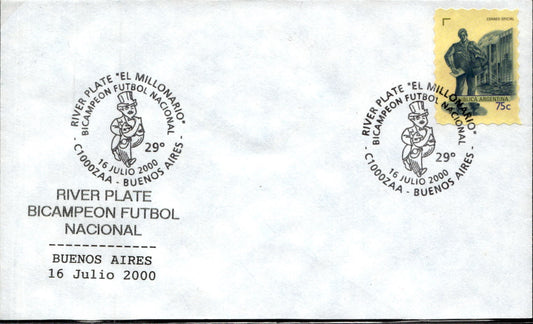 CORREO OFICIAL
REPUBLICA ARGENTINA
75c
· RIVER PLATE "EL MILLONARIO" ·
BICAMPEON FUTBOL NACIONAL
29º
16 JULIO 2000
C1000ZAA - BUENOS AIRES
· RIVER PLATE "EL MILLONARIO" ·
BICAMPEON FUTBOL NACIONAL
29º
16 JULIO 2000
C1000ZAA - BUENOS AIRES
RIVER PLATE
BICAMPEON FUTBOL
NACIONAL
-------------
BUENOS AIRES
16 Julio 2000